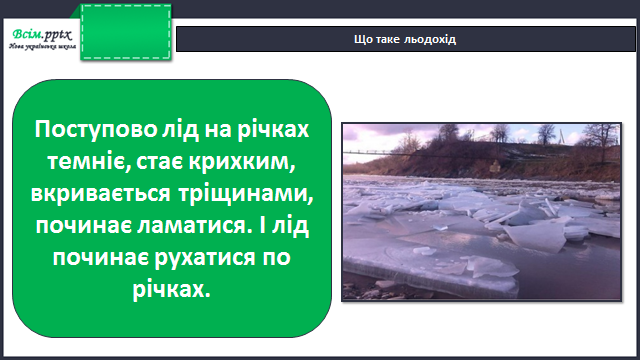 Всім.pptx
Нова українська школа
Що таке льодохід
Поступово лід на річках
темніє, стає крихким,
вкривається тріщинами,
починає ламатися. І лід
починає рухатися по
річках.